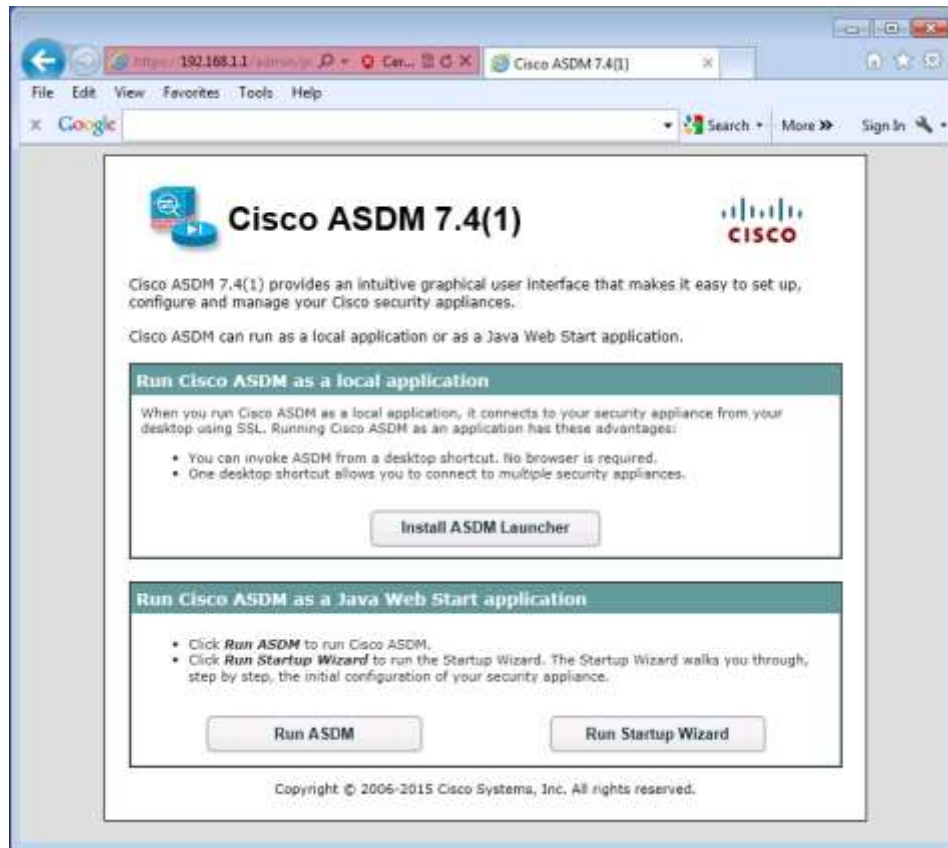 https://192.168.1.1/admin/p Cer... Cisco ASDM 7.4(1)
File Edit View Favorites Tools Help
x Google Search More » Sign In
Cisco ASDM 7.4(1)
CISCO
Cisco ASDM 7.4(1) provides an intuitive graphical user interface that makes it easy to set up,
configure and manage your Cisco security appliances.
Cisco ASDM can run as a local application or as a Java Web Start application.
Run Cisco ASDM as a local application
When you run Cisco ASDM as a local application, it connects to your security appliance from your
desktop using SSL. Running Cisco ASDM as an application has these advantages:
• You can invoke ASDM from a desktop shortcut. No browser is required.
• One desktop shortcut allows you to connect to multiple security appliances.
Install ASDM Launcher
Run Cisco ASDM as a Java Web Start application
• Click Run ASDM to run Cisco ASDM.
• Click Run Startup Wizard to run the Startup Wizard. The Startup Wizard walks you through,
step by step, the initial configuration of your security appliance.
Run ASDM Run Startup Wizard
Copyright © 2006-2015 Cisco Systems, Inc. All rights reserved.